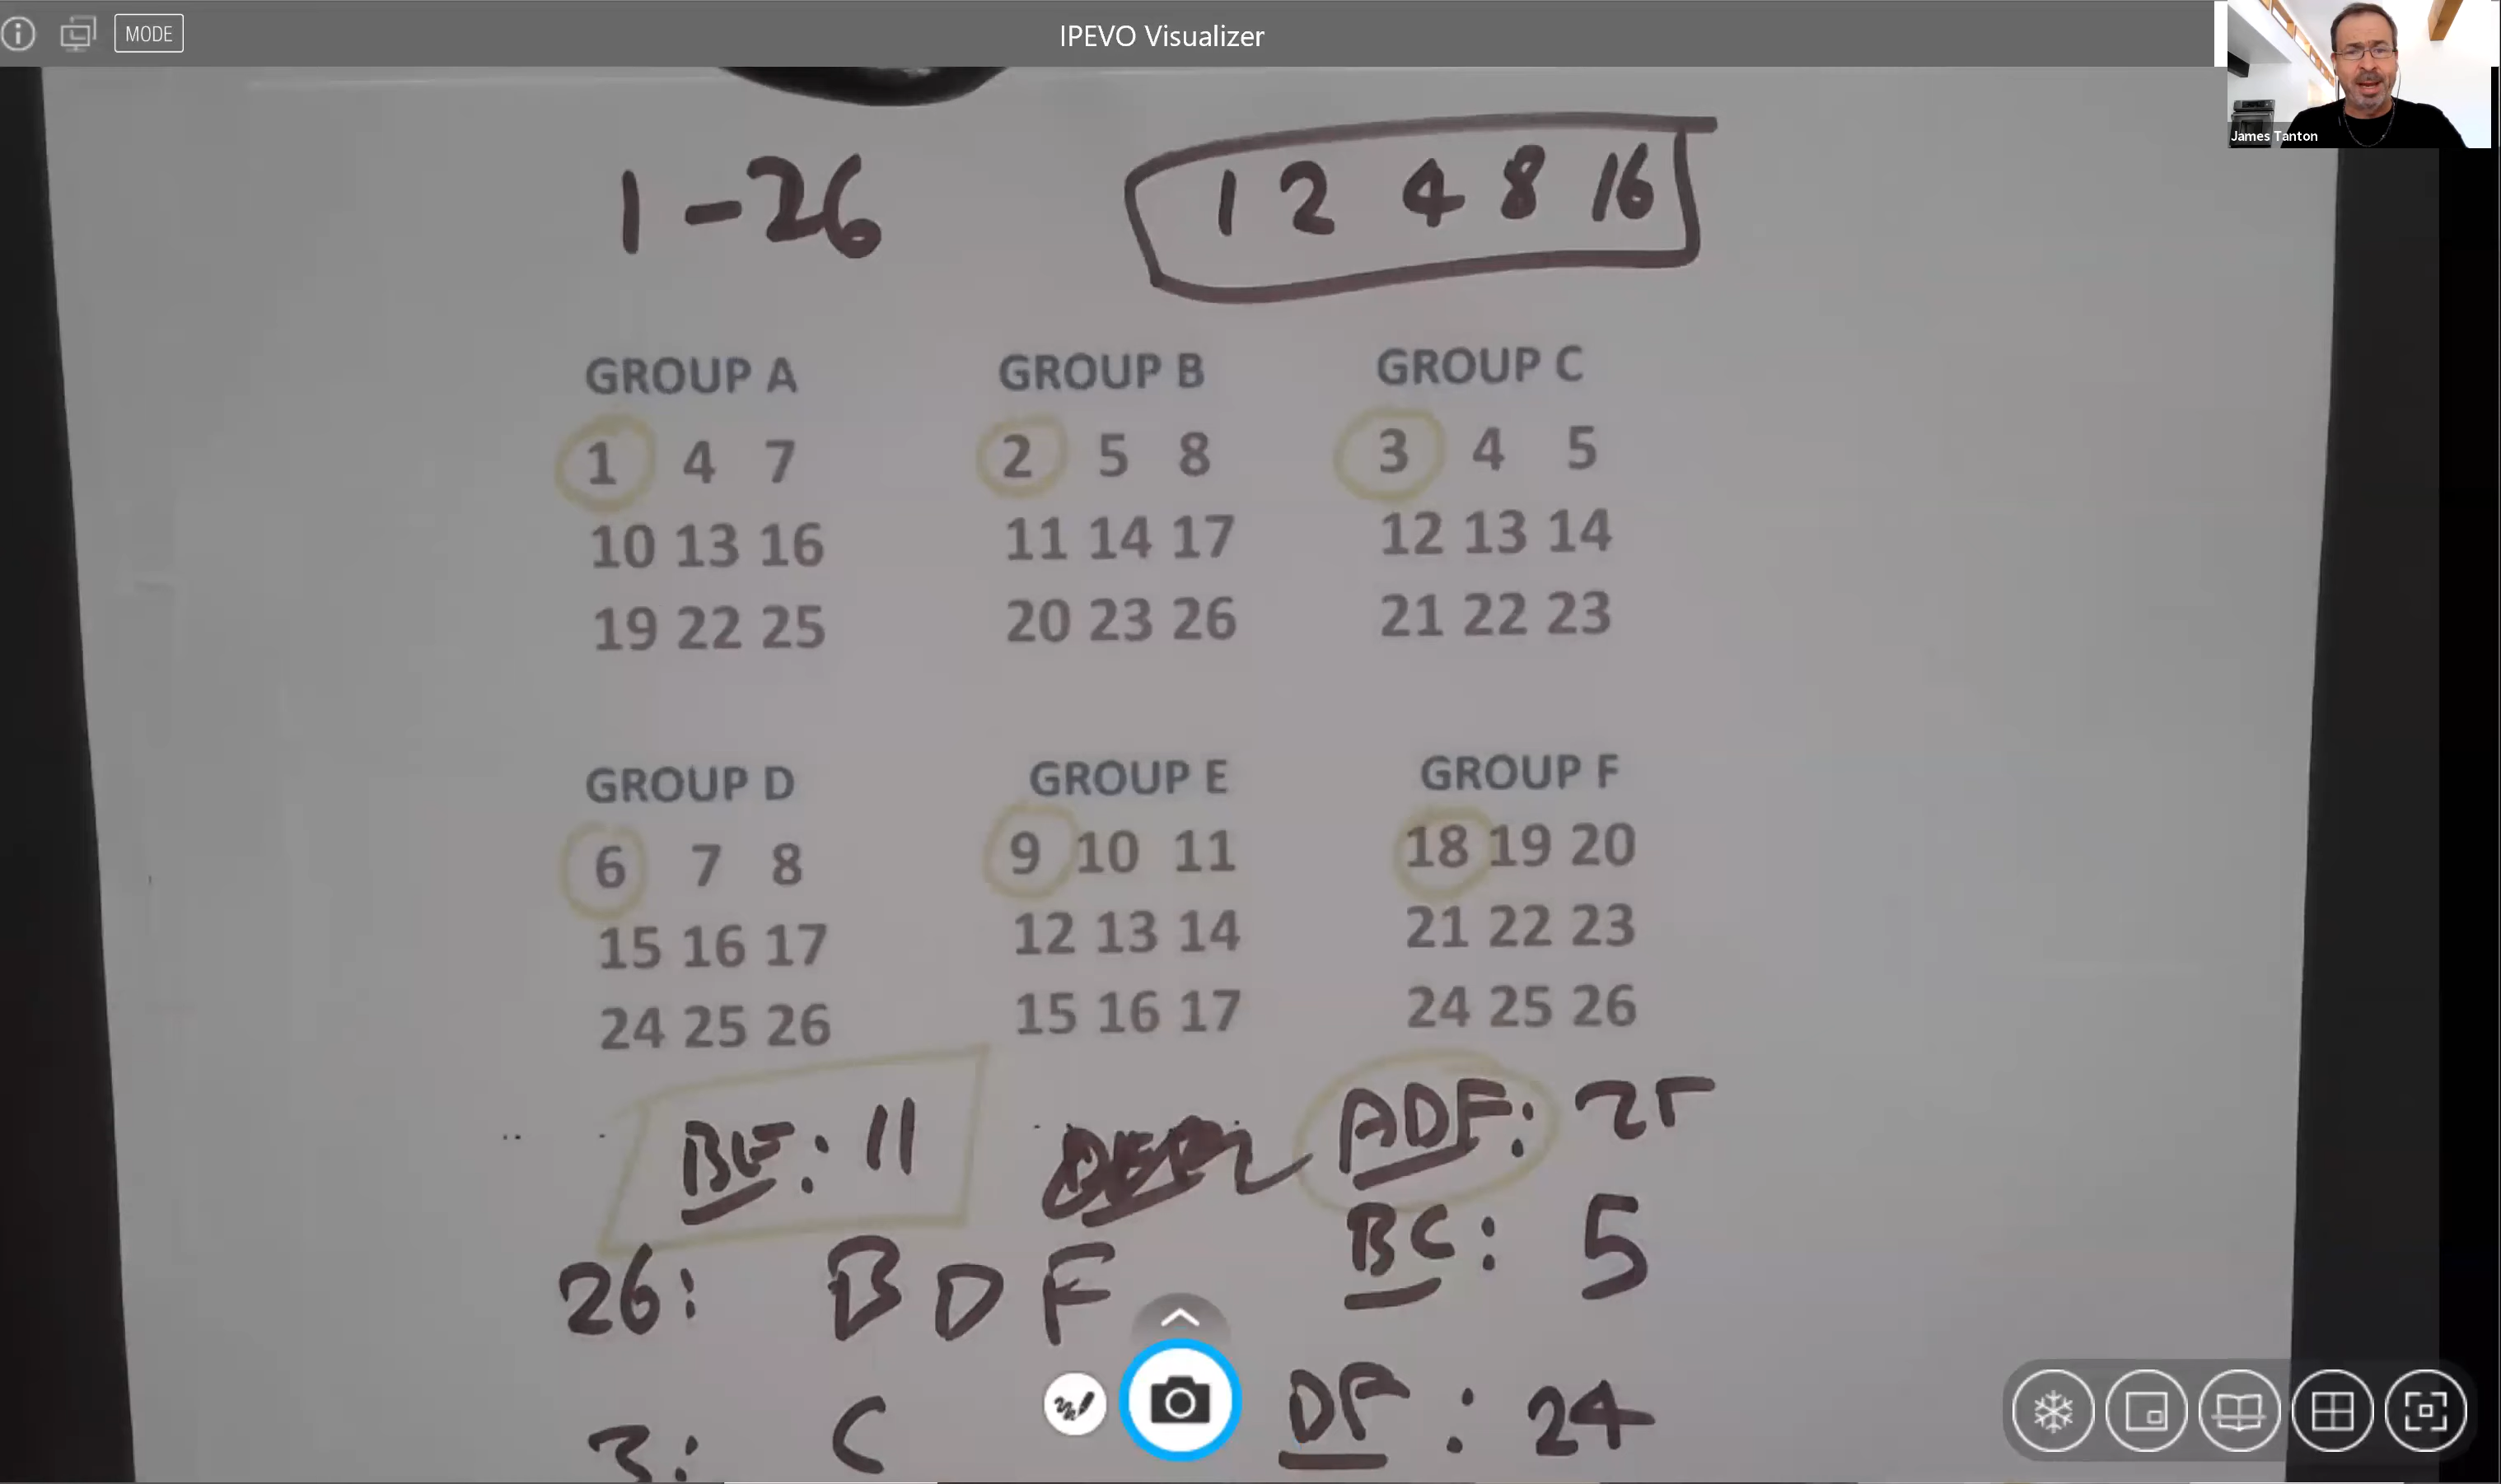 MODE
IPEVO Visualizer
James Tanton
1 - 26
1 2 4 8 16
GROUP A GROUP B GROUP C
1 4 7 2 5 8 3 4 5
10 13 16 11 14 17 12 13 14
19 22 25 20 23 26 21 22 23
GROUP D GROUP E GROUP F
6 7 8 9 10 11 18 19 20
15 16 17 12 13 14 21 22 23
24 25 26 15 16 17 24 25 26
BE: 11 ADF: 25
BC: 5
26: B D F
DF: 24
3: C